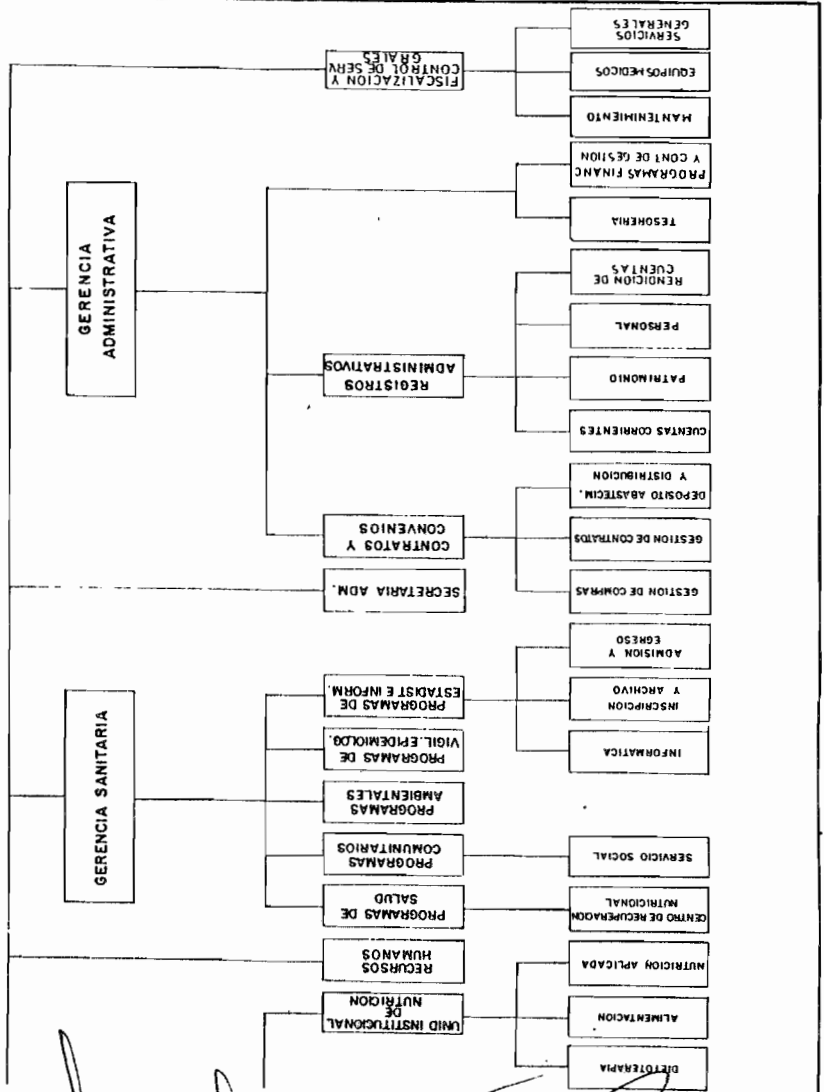 SERVICIOS
GENERALES
FISCALIZACION Y
CONTROL DE SERV
GRALES
EQUIPOS MEDICOS
MANTENIMIENTO
PROGRAMAS FINANC
Y CONT DE GESTION
TESORERIA
GERENCIA
ADMINISTRATIVA
RENDICION DE
CUENTAS
PERSONAL
REGISTROS
ADMINISTRATIVOS
PATRIMONIO
CUENTAS CORRIENTES
DEPOSITO ABASTECIM.
Y DISTRIBUCION
CONTRATOS Y
CONVENIOS
GESTION DE CONTRATOS
SECRETARIA ADM.
GESTION DE COMPRAS
ADMISION Y
EGRESO
PROGRAMAS DE
ESTADIST E INFORM.
INSCRIPCION
Y ARCHIVO
PROGRAMAS DE
VIGIL. EPIDEMIOLOG.
INFORMATICA
GERENCIA SANITARIA
PROGRAMAS
AMBIENTALES
PROGRAMAS
COMUNITARIOS
SERVICIO SOCIAL
PROGRAMAS DE
SALUD
CENTRO DE RECUPERACION
NUTRICIONAL
RECURSOS
HUMANOS
NUTRICION APLICADA
UNID INSTITUCIONAL
DE
NUTRICION
ALIMENTACION
DIETOTERAPIA